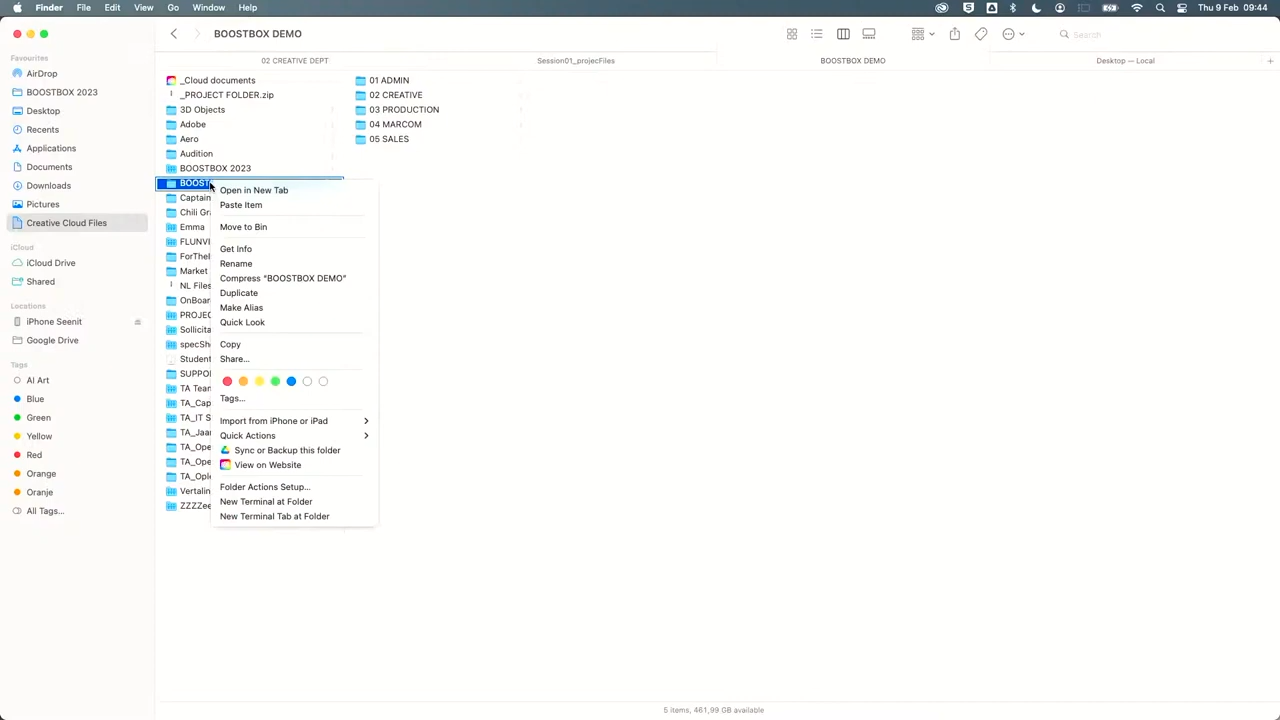 Finder File Edit View Go Window Help
Thu 9 Feb 09:44
BOOSTBOX DEMO
Search
02 CREATIVE DEPT
Session01_projecFiles
BOOSTBOX DEMO
Desktop — Local
Favourites
AirDrop
BOOSTBOX 2023
Desktop
Recents
Applications
Documents
Downloads
Pictures
Creative Cloud Files
iCloud
iCloud Drive
Shared
Locations
iPhone Seenit
Google Drive
Tags
AI Art
Blue
Green
Yellow
Red
Orange
Oranje
All Tags...
_Cloud documents
_PROJECT FOLDER.zip
3D Objects
Adobe
Aero
Audition
BOOSTBOX 2023
BOOST
Captain
Chili Gr
Emma
FLUNVI
ForTheI
Market
NL Files
OnBoar
PROJEC
Sollicita
specSh
Student
SUPPO
TA Tean
TA_Cap
TA_IT S
TA_Jaar
TA_Ope
TA_Ope
TA_Ople
Vertalin
ZZZZee
01 ADMIN
02 CREATIVE
03 PRODUCTION
04 MARCOM
05 SALES
Open in New Tab
Paste Item
Move to Bin
Get Info
Rename
Compress “BOOSTBOX DEMO”
Duplicate
Make Alias
Quick Look
Copy
Share...
Tags...
Import from iPhone or iPad
Quick Actions
Sync or Backup this folder
View on Website
Folder Actions Setup...
New Terminal at Folder
New Terminal Tab at Folder
5 items, 461,99 GB available